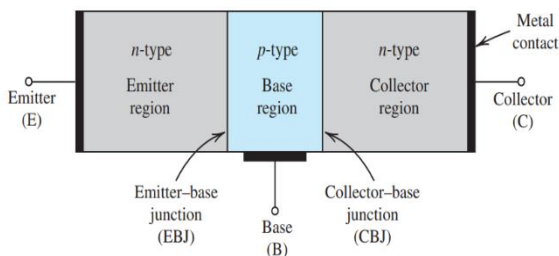 n-type
Emitter
region
p-type
Base
region
n-type
Collector
region
Metal
contact
Emitter
(E)
Collector
(C)
Emitter–base
junction
(EBJ)
Base
(B)
Collector–base
junction
(CBJ)